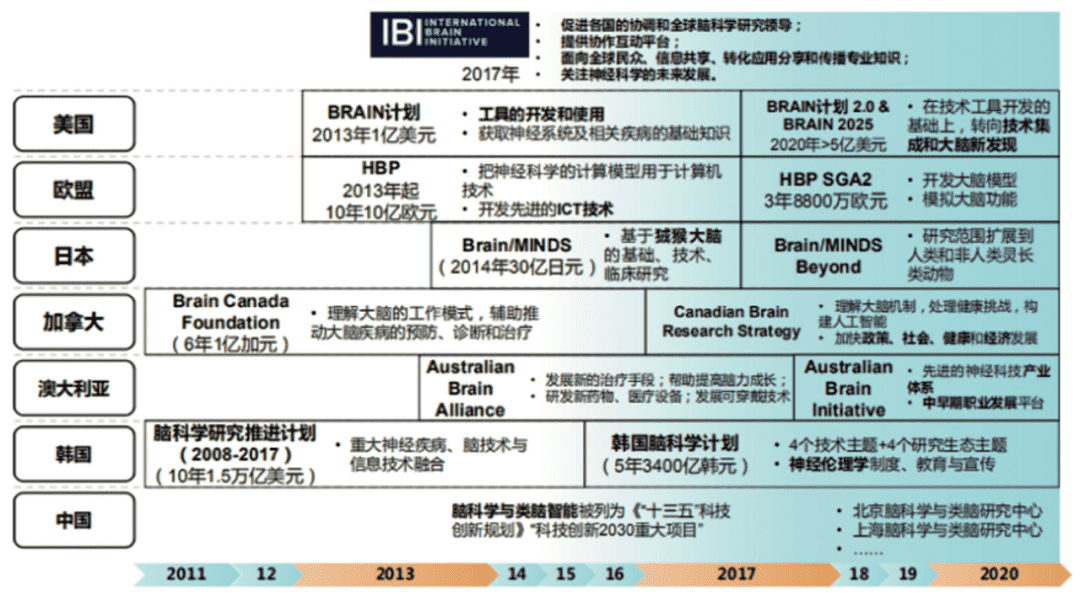 IBI INTERNATIONAL
BRAIN
INITIATIVE
2017年
• 促进各国的协调和全球脑科学研究领导；
• 提供协作互动平台；
• 面向全球民众、信息共享、转化应用分享和传播专业知识；
• 关注神经科学的未来发展。
美国
BRAIN计划
2013年1亿美元
• 工具的开发和使用
• 获取神经系统及相关疾病的基础知识
BRAIN计划 2.0 &
BRAIN 2025
2020年>5亿美元
• 在技术工具开发的
基础上，转向技术集
成和大脑新发现
欧盟
HBP
2013年起
10年10亿欧元
• 把神经科学的计算模型用于计算机
技术
• 开发先进的ICT技术
HBP SGA2
3年8800万欧元
• 开发大脑模型
• 模拟大脑功能
日本
Brain/MINDS
（2014年30亿日元）
• 基于狨猴大脑
的基础、技术、
临床研究
Brain/MINDS
Beyond
• 研究范围扩展到
人类和非人类灵长
类动物
加拿大
Brain Canada
Foundation
（6年1亿加元）
• 理解大脑的工作模式，辅助推
动大脑疾病的预防、诊断和治疗
Canadian Brain
Research Strategy
• 理解大脑机制，处理健康挑战，构
建人工智能
• 加快政策、社会、健康和经济发展
澳大利亚
Australian
Brain
Alliance
• 发展新的治疗手段；帮助提高脑力成长；
• 研发新药物、医疗设备；发展可穿戴技术
Australian
Brain
Initiative
• 先进的神经科技产业
体系
• 中早期职业发展平台
韩国
脑科学研究推进计划
（2008-2017）
（10年1.5万亿美元）
• 重大神经疾病、脑技术与
信息技术融合
韩国脑科学计划
（5年3400亿韩元）
• 4个技术主题+4个研究生态主题
• 神经伦理学制度、教育与宣传
中国
脑科学与类脑智能被列为《“十三五”科技
创新规划》“科技创新2030重大项目”
• 北京脑科学与类脑研究中心
• 上海脑科学与类脑研究中心
• ……
2011 12 2013 14 15 16 2017 18 19 2020